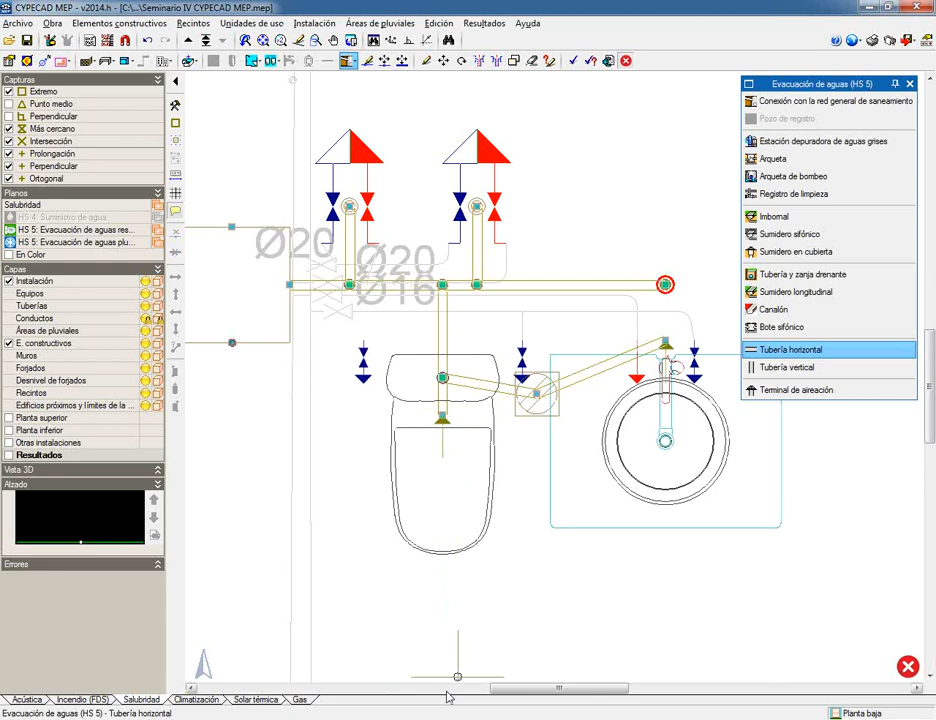 CYPECAD MEP - v2014.h - [C:\...\Seminario IV CYPECAD MEP.mep]
Archivo Obra Elementos constructivos Recintos Unidades de uso Instalación Áreas de pluviales Edición Resultados Ayuda
Capturas
Extremo
Punto medio
Perpendicular
Más cercano
Intersección
Prolongación
Perpendicular
Ortogonal
Planos
Salubridad
HS 4: Suministro de agua
HS 5: Evacuación de aguas res...
HS 5: Evacuación de aguas plu...
En Color
Capas
Instalación
Equipos
Tuberías
Conductos
Áreas de pluviales
E. constructivos
Muros
Forjados
Desnivel de forjados
Recintos
Edificios próximos y límites de la ...
Planta superior
Planta inferior
Otras instalaciones
Resultados
Vista 3D
Alzado
Errores
Ø20
Ø20
Ø16
Evacuación de aguas (HS 5)
Conexión con la red general de saneamiento
Pozo de registro
Estación depuradora de aguas grises
Arqueta
Arqueta de bombeo
Registro de limpieza
Imbornal
Sumidero sifónico
Sumidero en cubierta
Tubería y zanja drenante
Sumidero longitudinal
Canalón
Bote sifónico
Tubería horizontal
Tubería vertical
Terminal de aireación
Acústica Incendio (FDS) Salubridad Climatización Solar térmica Gas
Evacuación de aguas (HS 5) - Tubería horizontal
Planta baja